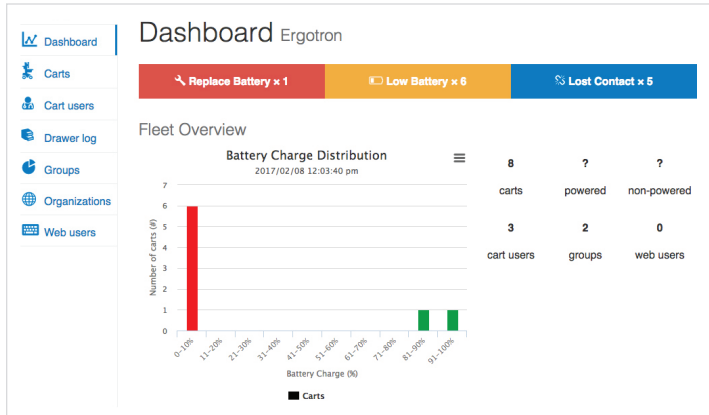 Dashboard
Carts
Cart users
Drawer log
Groups
Organizations
Web users
Dashboard Ergotron
Replace Battery × 1
Low Battery × 6
Lost Contact × 5
Fleet Overview
Battery Charge Distribution
2017/02/08 12:03:40 pm
Number of carts (#)
7
6
5
4
3
2
1
0
0-10%
11-20%
21-30%
31-40%
41-50%
51-60%
61-70%
71-80%
81-90%
91-100%
Battery Charge (%)
Carts
8 ? ?
carts powered non-powered
3 2 0
cart users groups web users